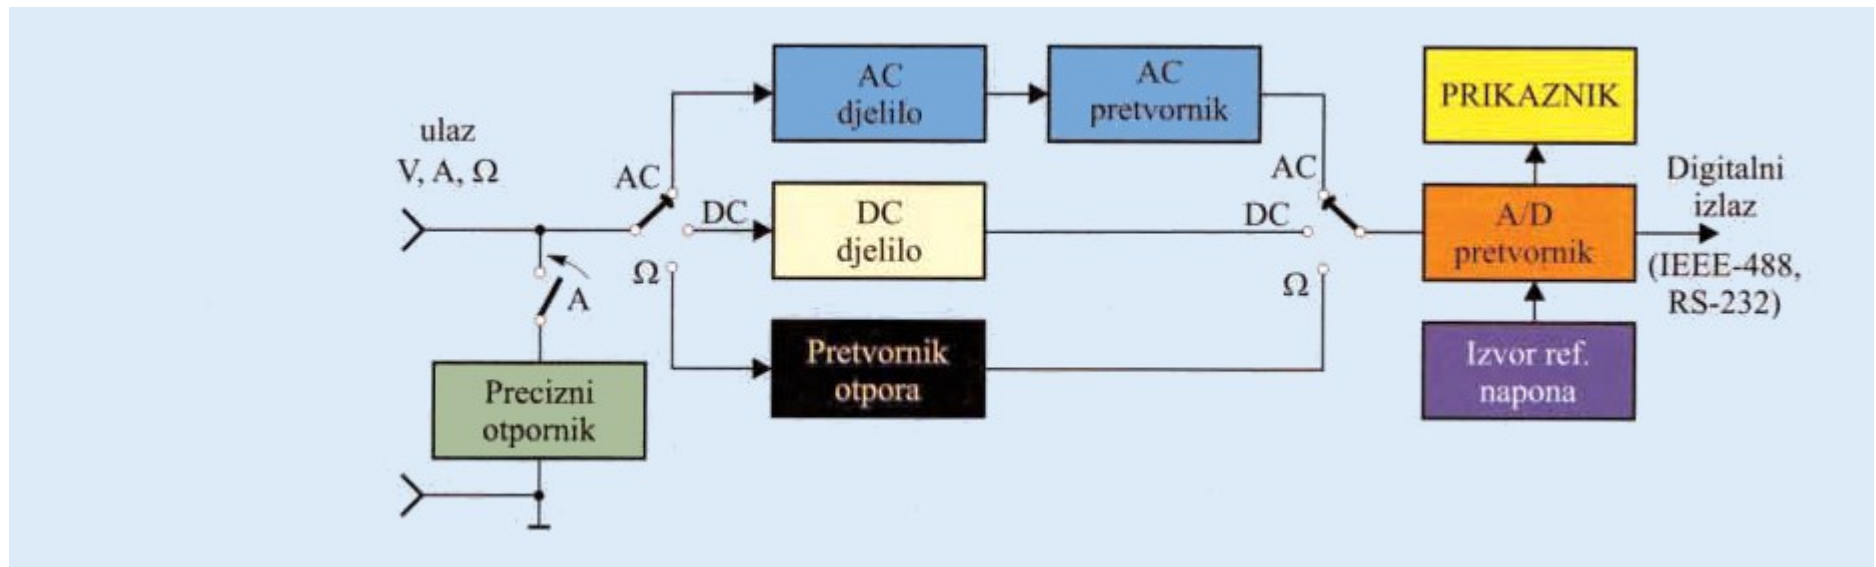 ulaz
V, A, Ω
A
Precizni
otpornik
AC
DC
Ω
AC
djelilo
AC
pretvornik
DC
djelilo
Pretvornik
otpora
AC
DC
Ω
PRIKAZNIK
A/D
pretvornik
Izvor ref.
napona
Digitalni
izlaz
(IEEE-488,
RS-232)